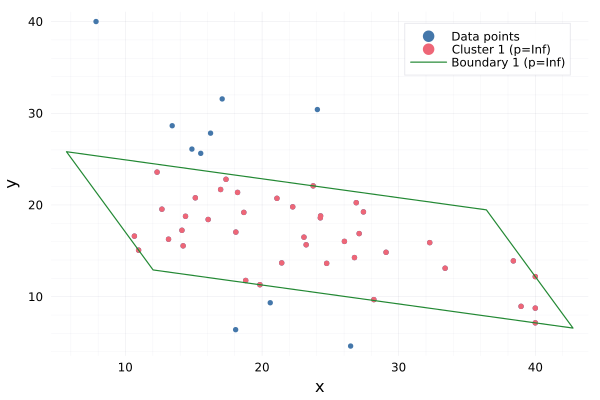 Data points
Cluster 1 (p=Inf)
Boundary 1 (p=Inf)
40
30
20
10
y
10 20 30 40
x